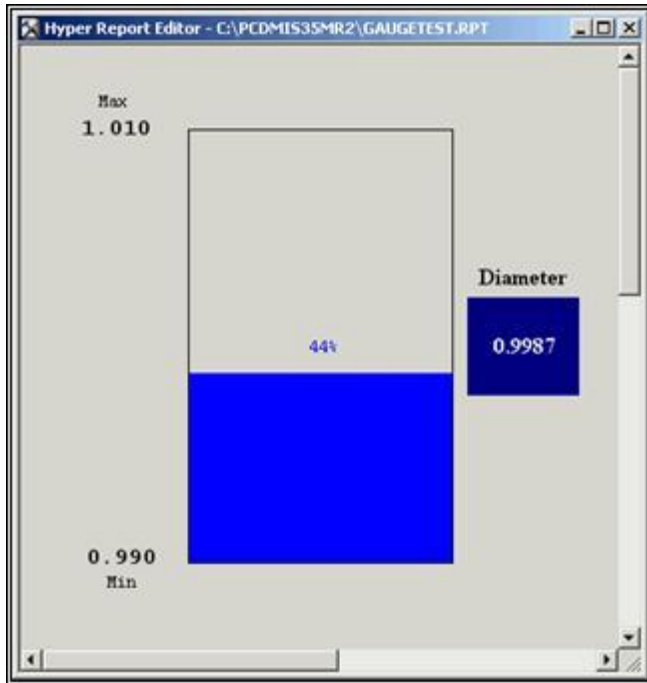 Hyper Report Editor - C:\PCDMIS35MR2\GAUGETEST.RPT
Max
1.010
Diameter
44%
0.9987
0.990
Min